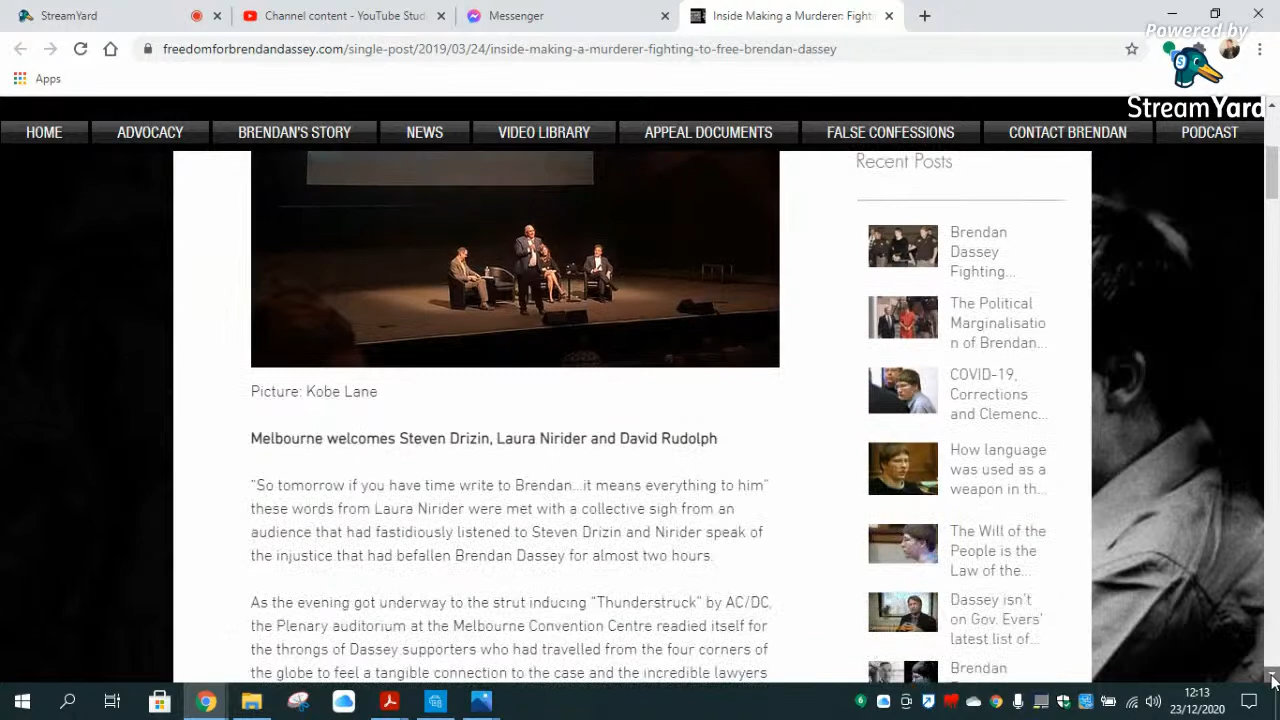 StreamYard
Channel content - YouTube Studi
Messenger
Inside Making a Murderer: Fighti
Powered by
StreamYard
freedomforbrendandassey.com/single-post/2019/03/24/inside-making-a-murderer-fighting-to-free-brendan-dassey
Apps
HOME
ADVOCACY
BRENDAN'S STORY
NEWS
VIDEO LIBRARY
APPEAL DOCUMENTS
FALSE CONFESSIONS
CONTACT BRENDAN
PODCAST
Picture: Kobe Lane
Melbourne welcomes Steven Drizin, Laura Nirider and David Rudolph
"So tomorrow if you have time write to Brendan...it means everything to him"
these words from Laura Nirider were met with a collective sigh from an
audience that had fastidiously listened to Steven Drizin and Nirider speak of
the injustice that had befallen Brendan Dassey for almost two hours.
As the evening got underway to the strut inducing "Thunderstruck" by AC/DC,
the Plenary auditorium at the Melbourne Convention Centre readied itself for
the throngs of Dassey supporters who had travelled from the four corners of
the globe to feel a tangible connection to the case and the incredible lawyers
Recent Posts
Brendan
Dassey
Fighting...
The Political
Marginalisatio
n of Brendan...
COVID-19,
Corrections
and Clemenc...
How language
was used as a
weapon in th...
The Will of the
People is the
Law of the...
Dassey isn't
on Gov. Evers'
latest list of...
Brendan
12:13
23/12/2020